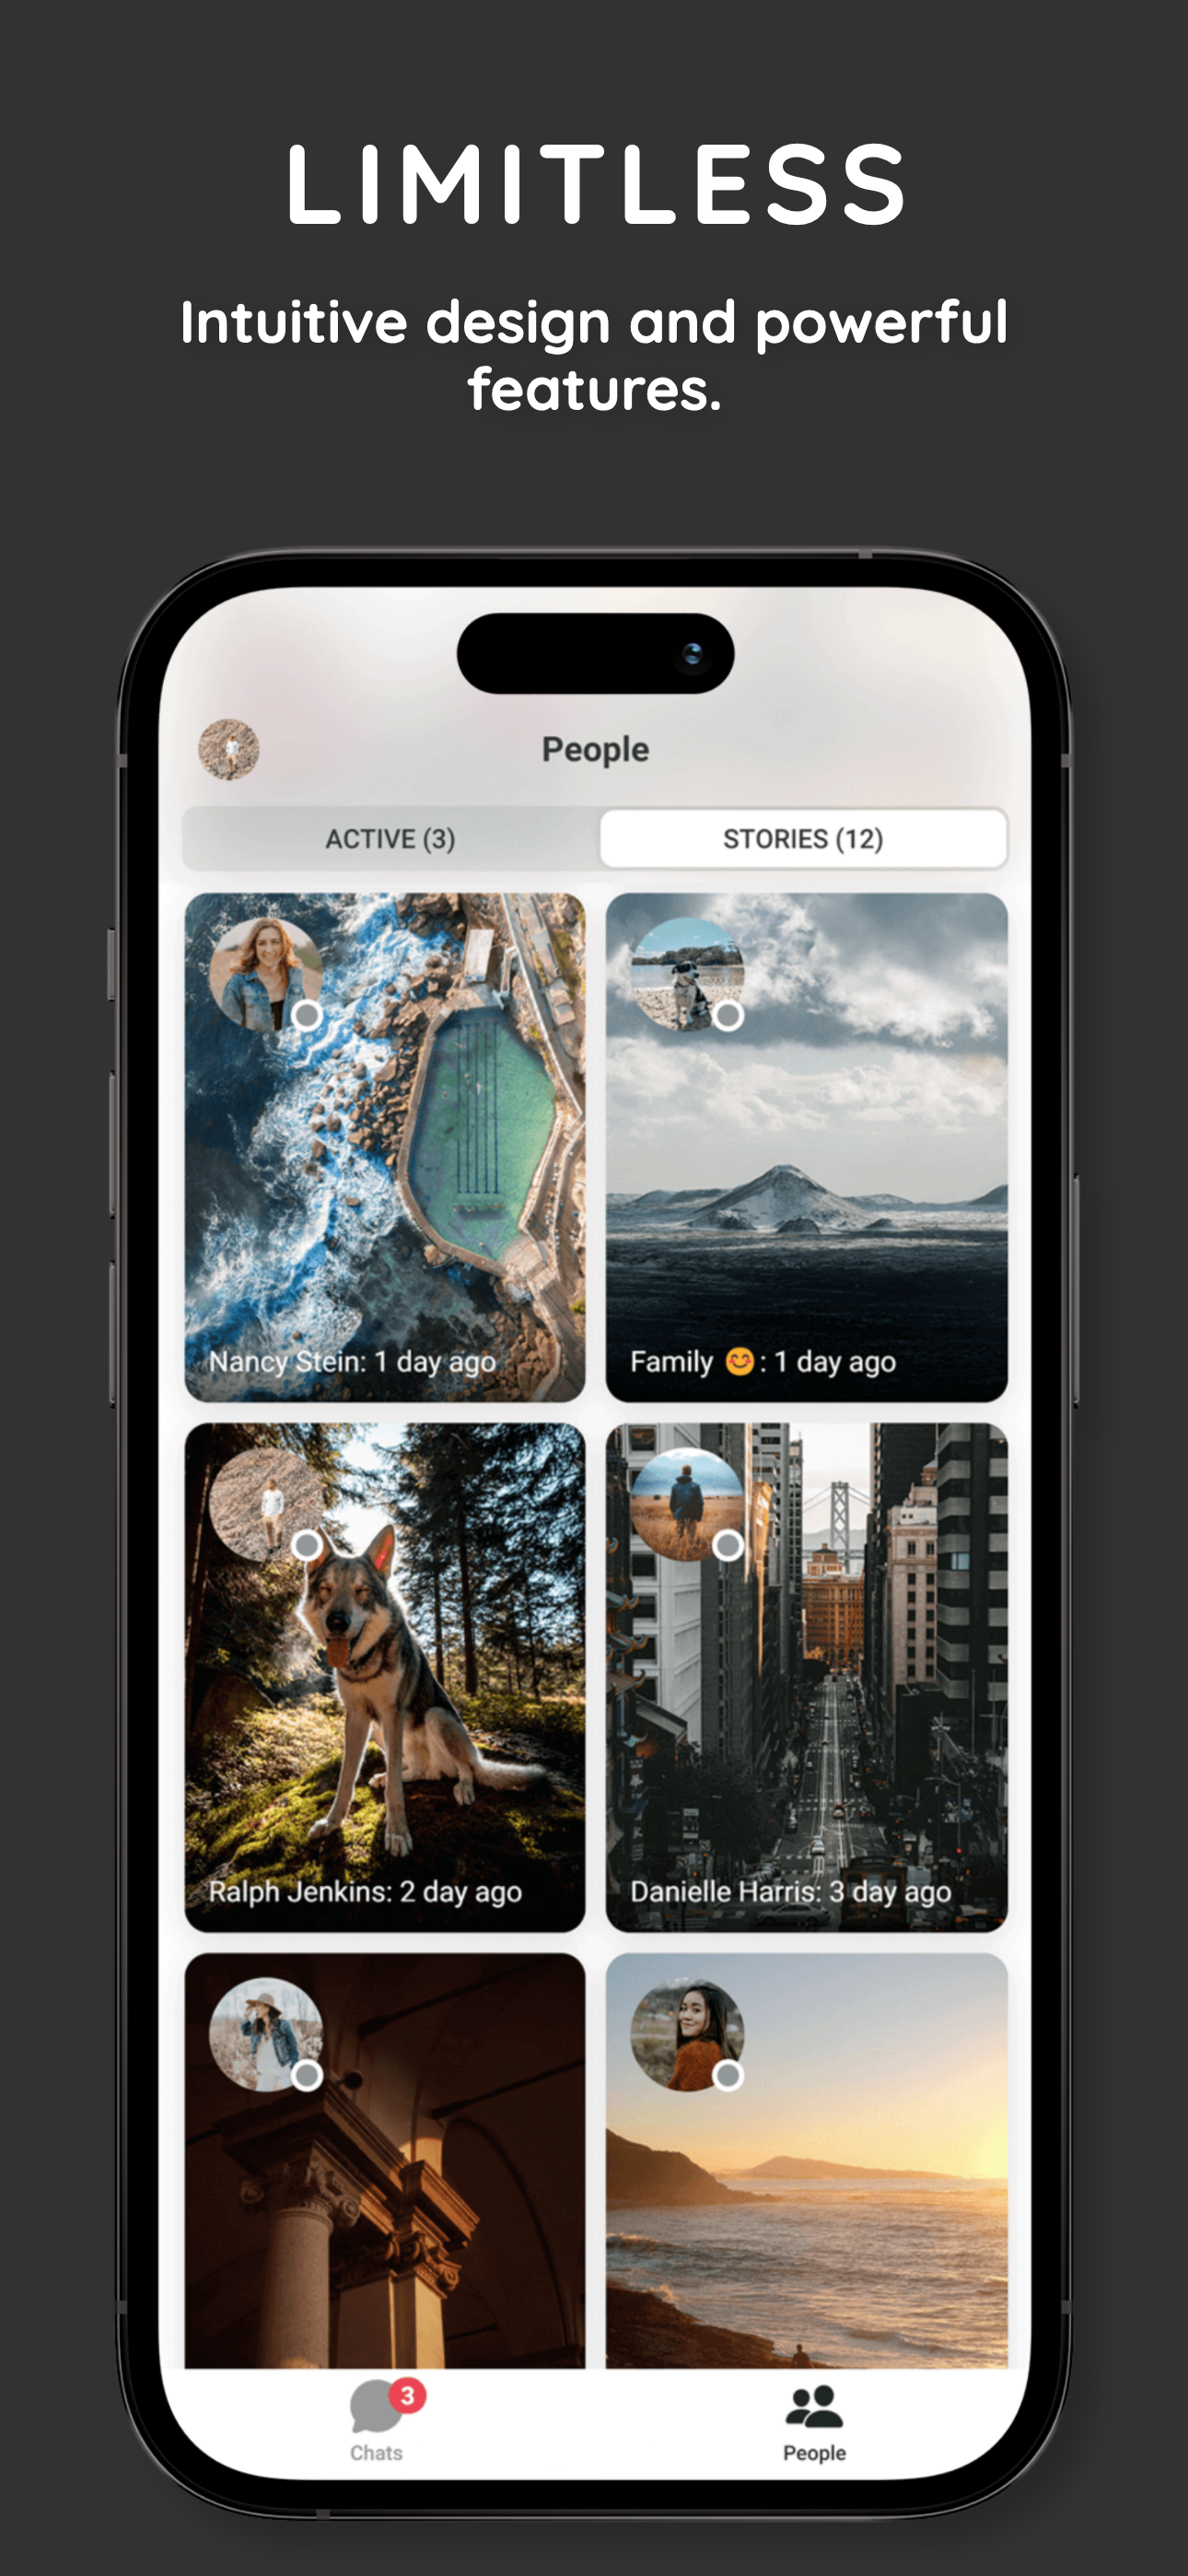 LIMITLESS
Intuitive design and powerful
features.
People
ACTIVE (3)
STORIES (12)
Nancy Stein: 1 day ago
Family 😊 : 1 day ago
Ralph Jenkins: 2 day ago
Danielle Harris: 3 day ago
3
Chats
People